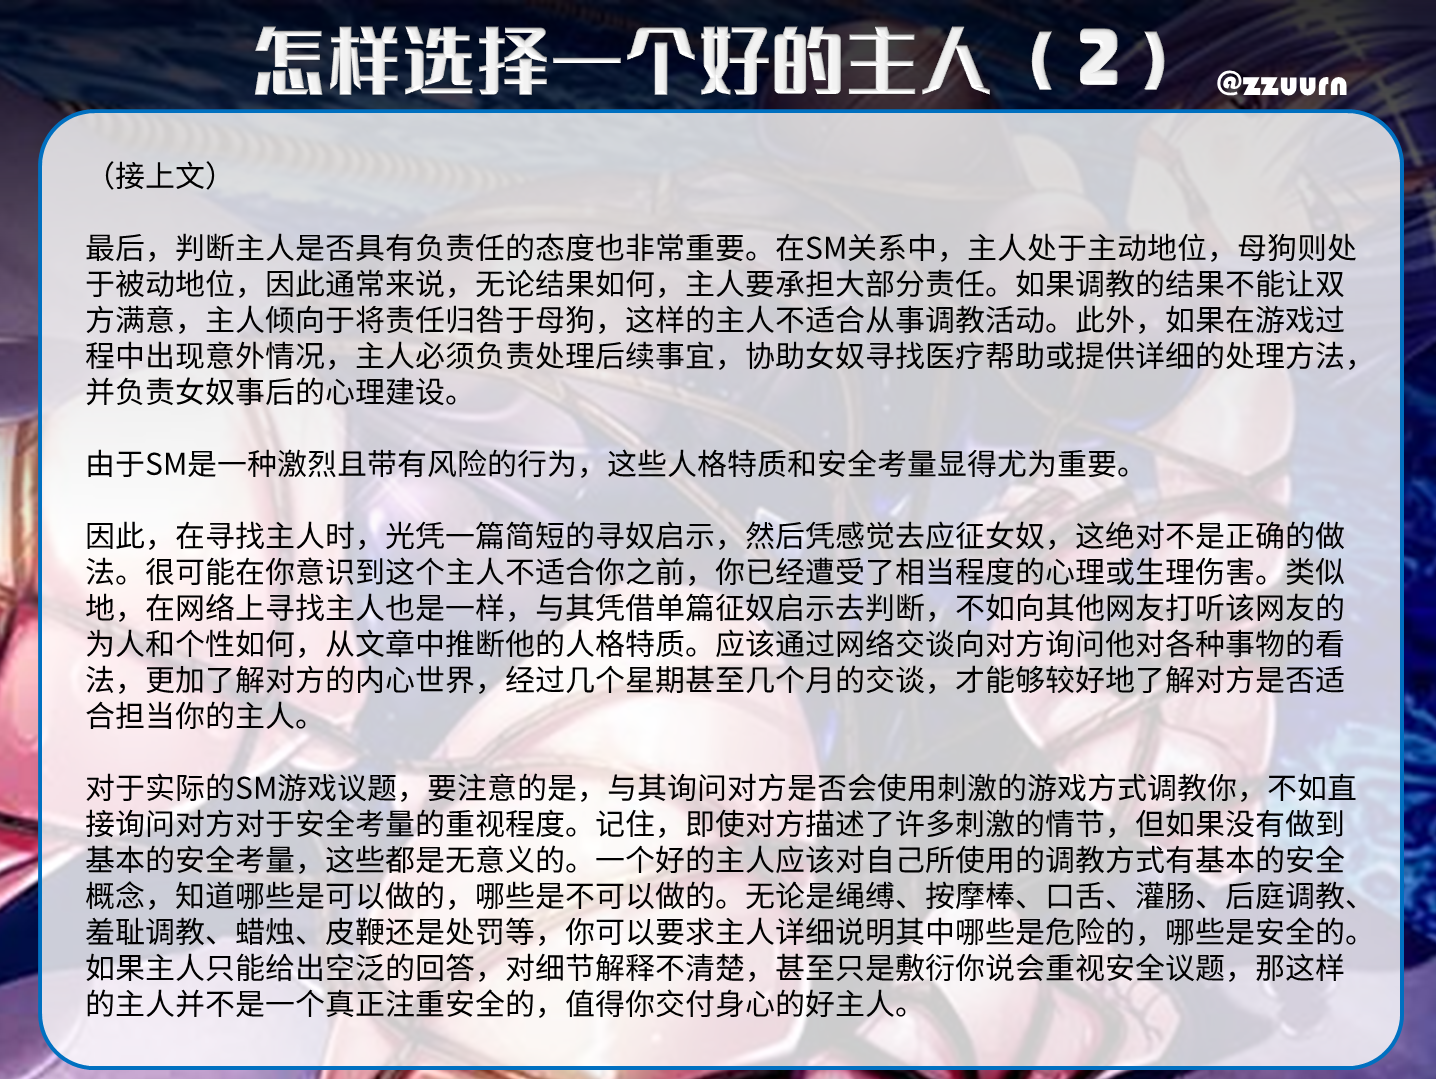 怎样选择一个好的主人（2）
@zzuurn
（接上文）
最后，判断主人是否具有负责任的态度也非常重要。在SM关系中，主人处于主动地位，母狗则处
于被动地位，因此通常来说，无论结果如何，主人要承担大部分责任。如果调教的结果不能让双
方满意，主人倾向于将责任归咎于母狗，这样的主人不适合从事调教活动。此外，如果在游戏过
程中出现意外情况，主人必须负责处理后续事宜，协助女奴寻找医疗帮助或提供详细的处理方法，
并负责女奴事后的心理建设。
由于SM是一种激烈且带有风险的行为，这些人格特质和安全考量显得尤为重要。
因此，在寻找主人时，光凭一篇简短的寻奴启示，然后凭感觉去应征女奴，这绝对不是正确的做
法。很可能在你意识到这个主人不适合你之前，你已经遭受了相当程度的心理或生理伤害。类似
地，在网络上寻找主人也是一样，与其凭借单篇征奴启示去判断，不如向其他网友打听该网友的
为人和个性如何，从文章中推断他的人格特质。应该通过网络交谈向对方询问他对各种事物的看
法，更加了解对方的内心世界，经过几个星期甚至几个月的交谈，才能够较好地了解对方是否适
合担当你的主人。
对于实际的SM游戏议题，要注意的是，与其询问对方是否会使用刺激的游戏方式调教你，不如直
接询问对方对于安全考量的重视程度。记住，即使对方描述了许多刺激的情节，但如果没有做到
基本的安全考量，这些都是无意义的。一个好的主人应该对自己所使用的调教方式有基本的安全
概念，知道哪些是可以做的，哪些是不可以做的。无论是绳缚、按摩棒、口舌、灌肠、后庭调教、
羞耻调教、蜡烛、皮鞭还是处罚等，你可以要求主人详细说明其中哪些是危险的，哪些是安全的。
如果主人只能给出空泛的回答，对细节解释不清楚，甚至只是敷衍你说会重视安全议题，那这样
的主人并不是一个真正注重安全的，值得你交付身心的好主人。